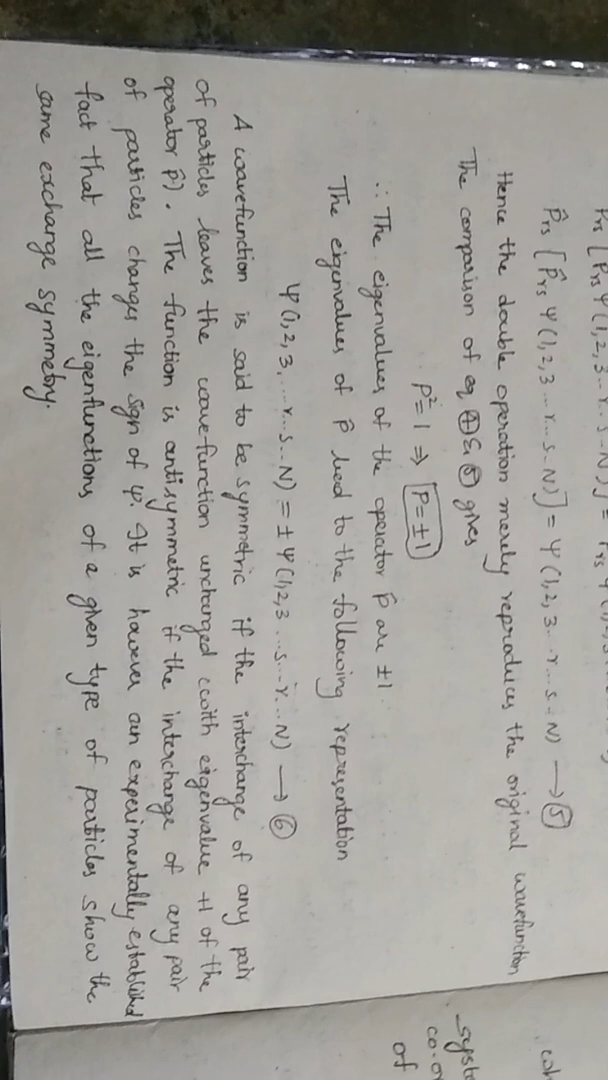 P̂rs [P̂rs Ψ(1,2,3... r... s... N)] = Ψ(1,2,3... r... s... N) → ⑤
Hence the double operation merely reproduces the original wavefunction
The comparison of eq ④ & ⑤ gives
P² = 1 ⇒ P = ±1
∴ The eigenvalues of the operator P̂ are ±1.
The eigenvalues of P̂ lead to the following representation
Ψ(1,2,3,... r... s... N) = ± Ψ(1,2,3... s... r... N) → ⑥
A wavefunction is said to be symmetric if the interchange of any pair
of particles leaves the wavefunction unchanged (with eigenvalue +1 of the
operator P̂). The function is antisymmetric if the interchange of any pair
of particles changes the sign of ψ. It is however an experimentally established
fact that all the eigenfunctions of a given type of particles show the
same exchange symmetry.
co-or
of